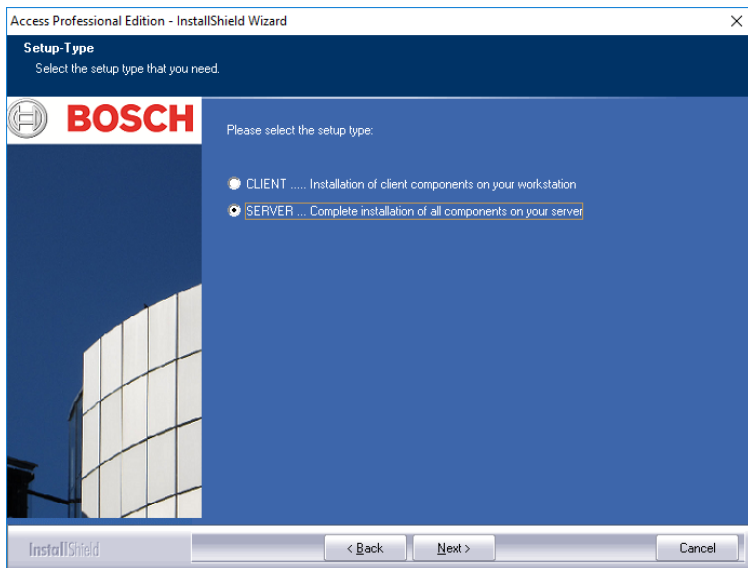 Access Professional Edition - InstallShield Wizard
Setup-Type
Select the setup type that you need.
BOSCH
Please select the setup type:
CLIENT ..... Installation of client components on your workstation
SERVER ... Complete installation of all components on your server
InstallShield
< Back
Next >
Cancel